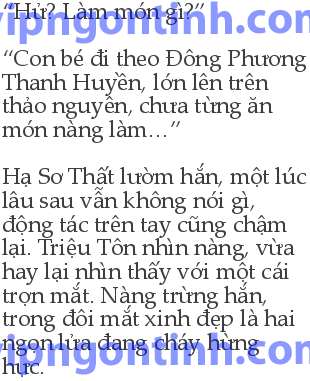 “Hử? Làm món gì?”
vipngontinh.com
“Con bé đi theo Đông Phương
Thanh Huyền, lớn lên trên
thảo nguyên, chưa từng ăn
món nàng làm…”
Hạ Sơ Thất lườm hắn, một lúc
lâu sau vẫn không nói gì,
động tác trên tay cũng chậm
lại. Triệu Tôn nhìn nàng, vừa
hay lại nhìn thấy với một cái
trợn mắt. Nàng trừng hắn,
trong đôi mắt xinh đẹp là hai
ngọn lửa đang cháy hừng
vipngontinh.com
hực.